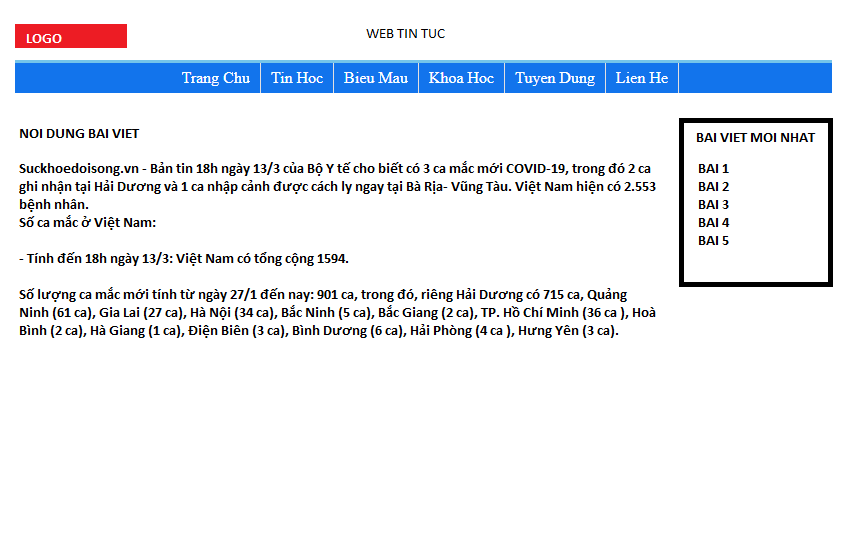 LOGO
WEB TIN TUC
Trang Chu Tin Hoc Bieu Mau Khoa Hoc Tuyen Dung Lien He
NOI DUNG BAI VIET
Suckhoedoisong.vn - Bản tin 18h ngày 13/3 của Bộ Y tế cho biết có 3 ca mắc mới COVID-19, trong đó 2 ca
ghi nhận tại Hải Dương và 1 ca nhập cảnh được cách ly ngay tại Bà Rịa- Vũng Tàu. Việt Nam hiện có 2.553
bệnh nhân.
Số ca mắc ở Việt Nam:
- Tính đến 18h ngày 13/3: Việt Nam có tổng cộng 1594.
Số lượng ca mắc mới tính từ ngày 27/1 đến nay: 901 ca, trong đó, riêng Hải Dương có 715 ca, Quảng
Ninh (61 ca), Gia Lai (27 ca), Hà Nội (34 ca), Bắc Ninh (5 ca), Bắc Giang (2 ca), TP. Hồ Chí Minh (36 ca ), Hoà
Bình (2 ca), Hà Giang (1 ca), Điện Biên (3 ca), Bình Dương (6 ca), Hải Phòng (4 ca ), Hưng Yên (3 ca).
BAI VIET MOI NHAT
BAI 1
BAI 2
BAI 3
BAI 4
BAI 5